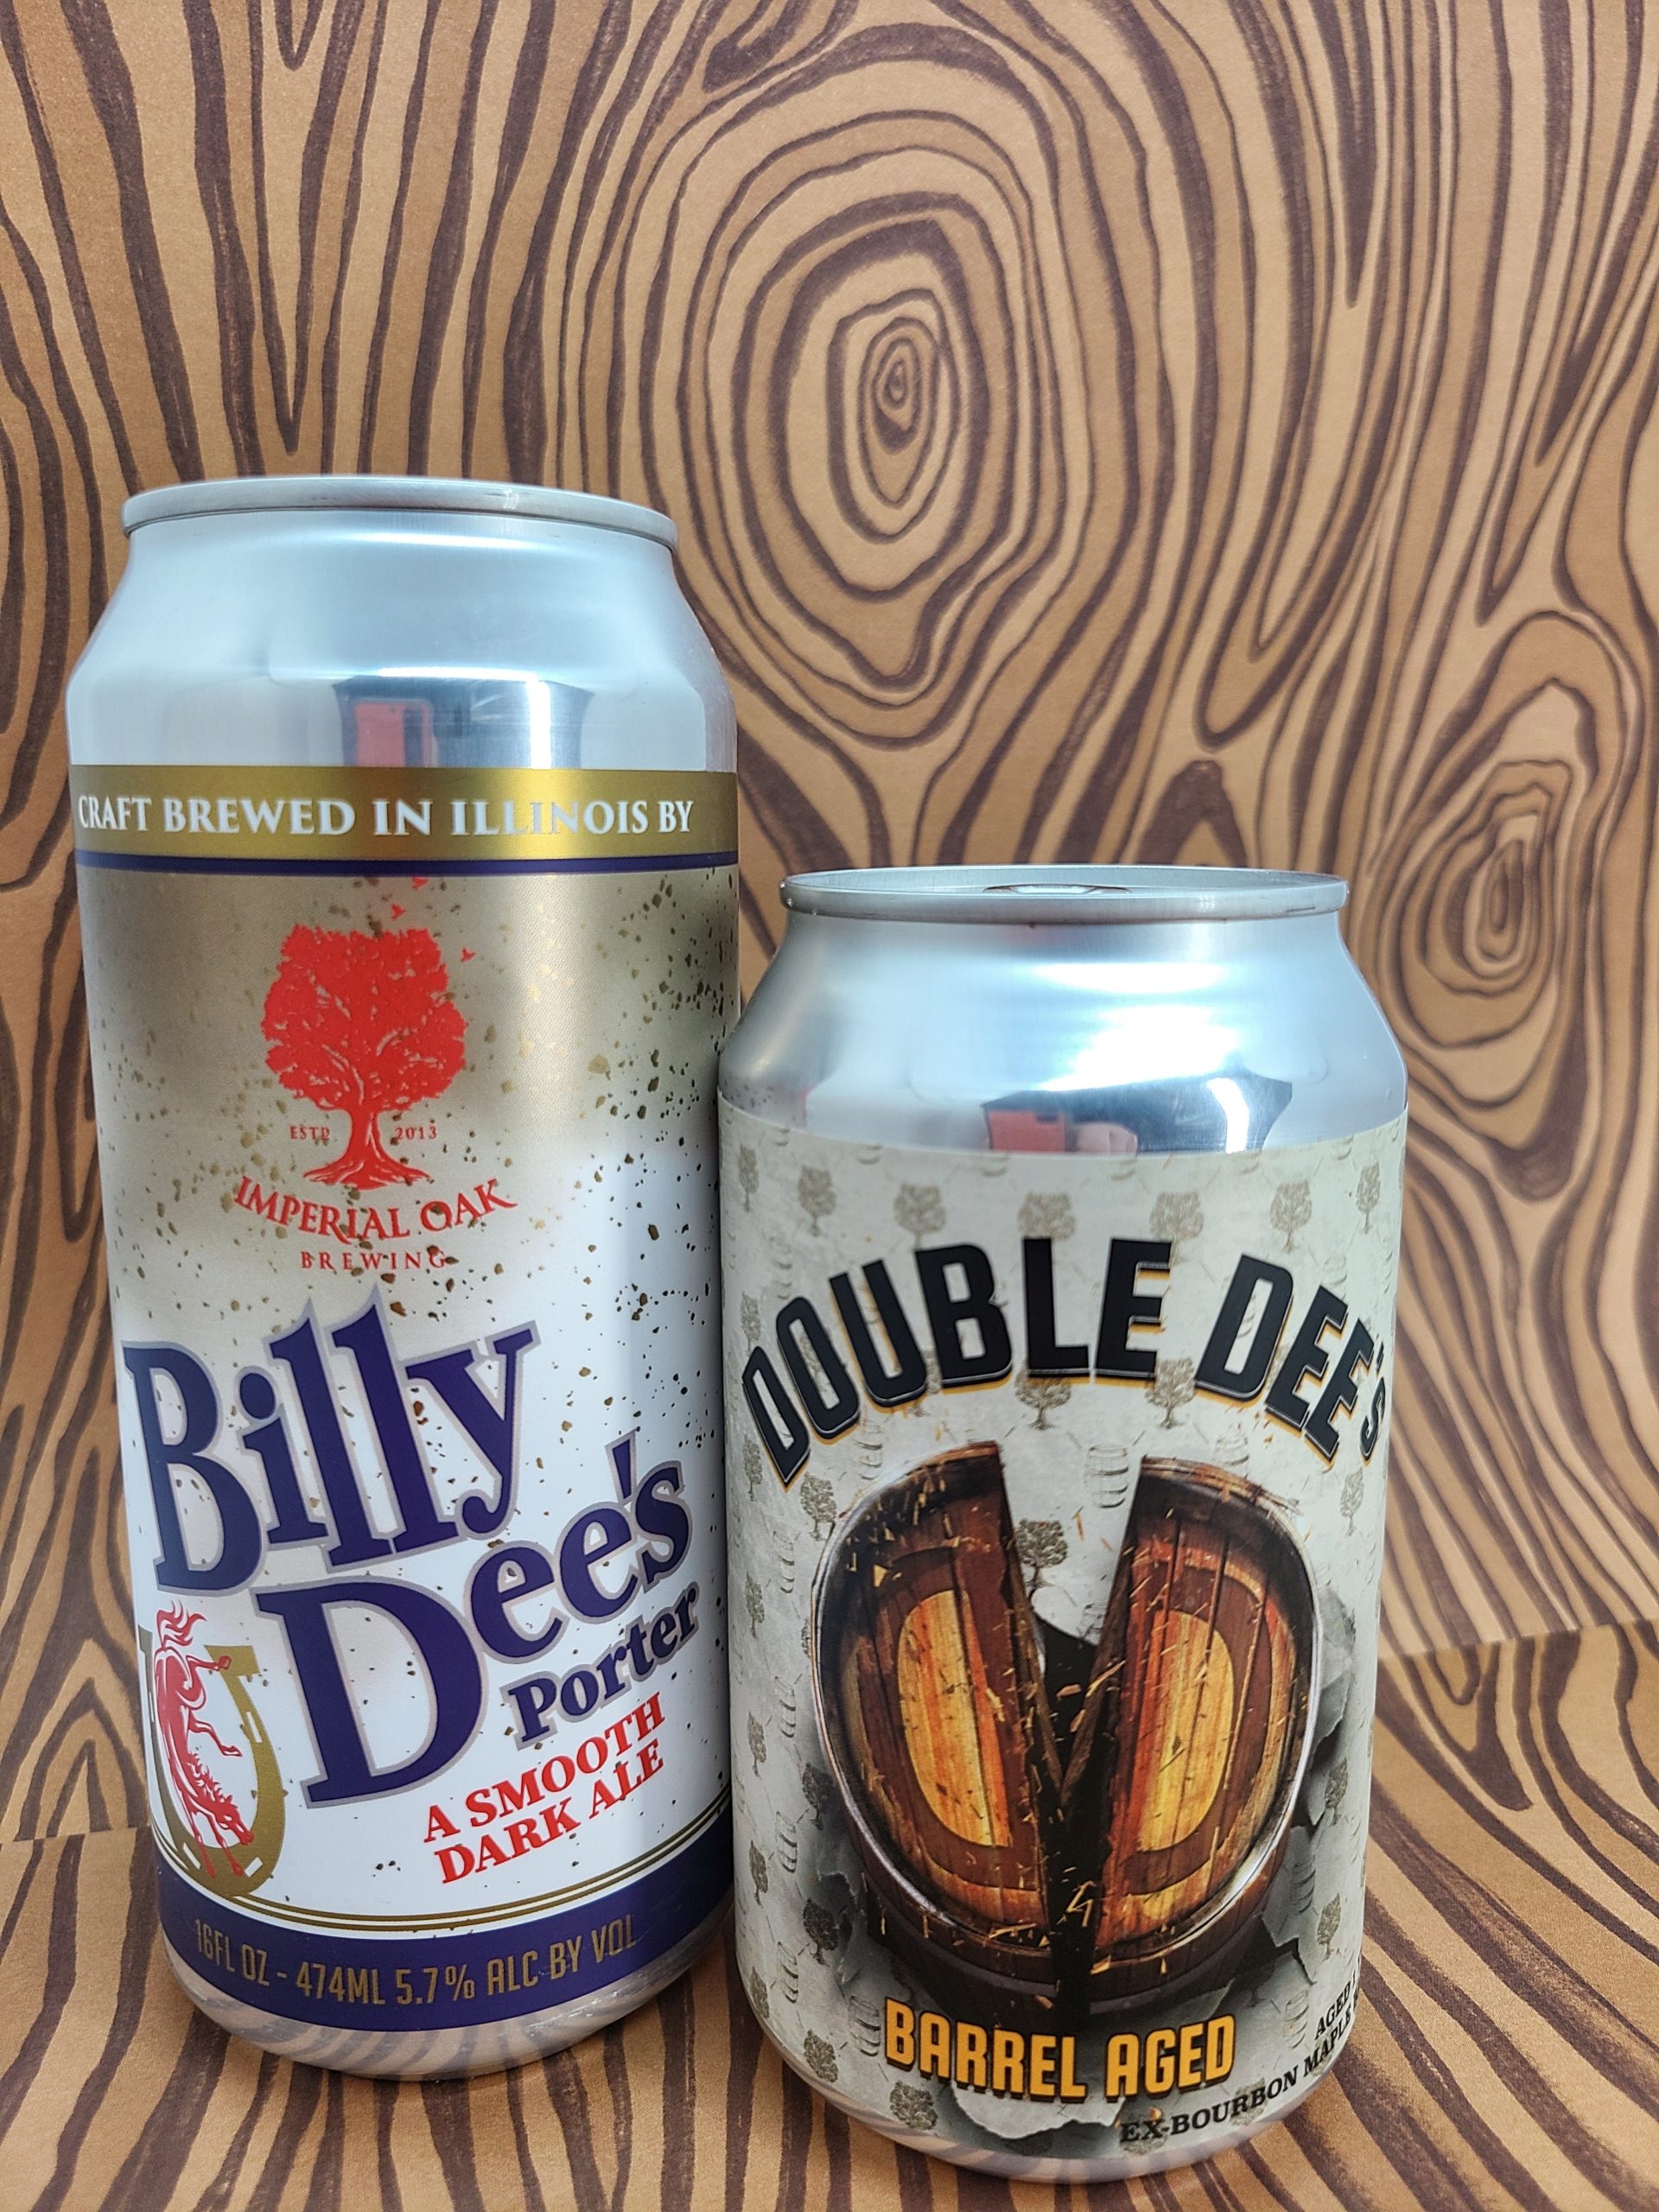 CRAFT BREWED IN ILLINOIS BY
ESTD 2013
IMPERIAL OAK
BREWING
Billy
Dee's
Porter
A SMOOTH
DARK ALE
16FL OZ - 474ML 5.7% ALC BY VOL
DOUBLE DEE'S
BARREL AGED
AGED
EX-BOURBON MAPLE